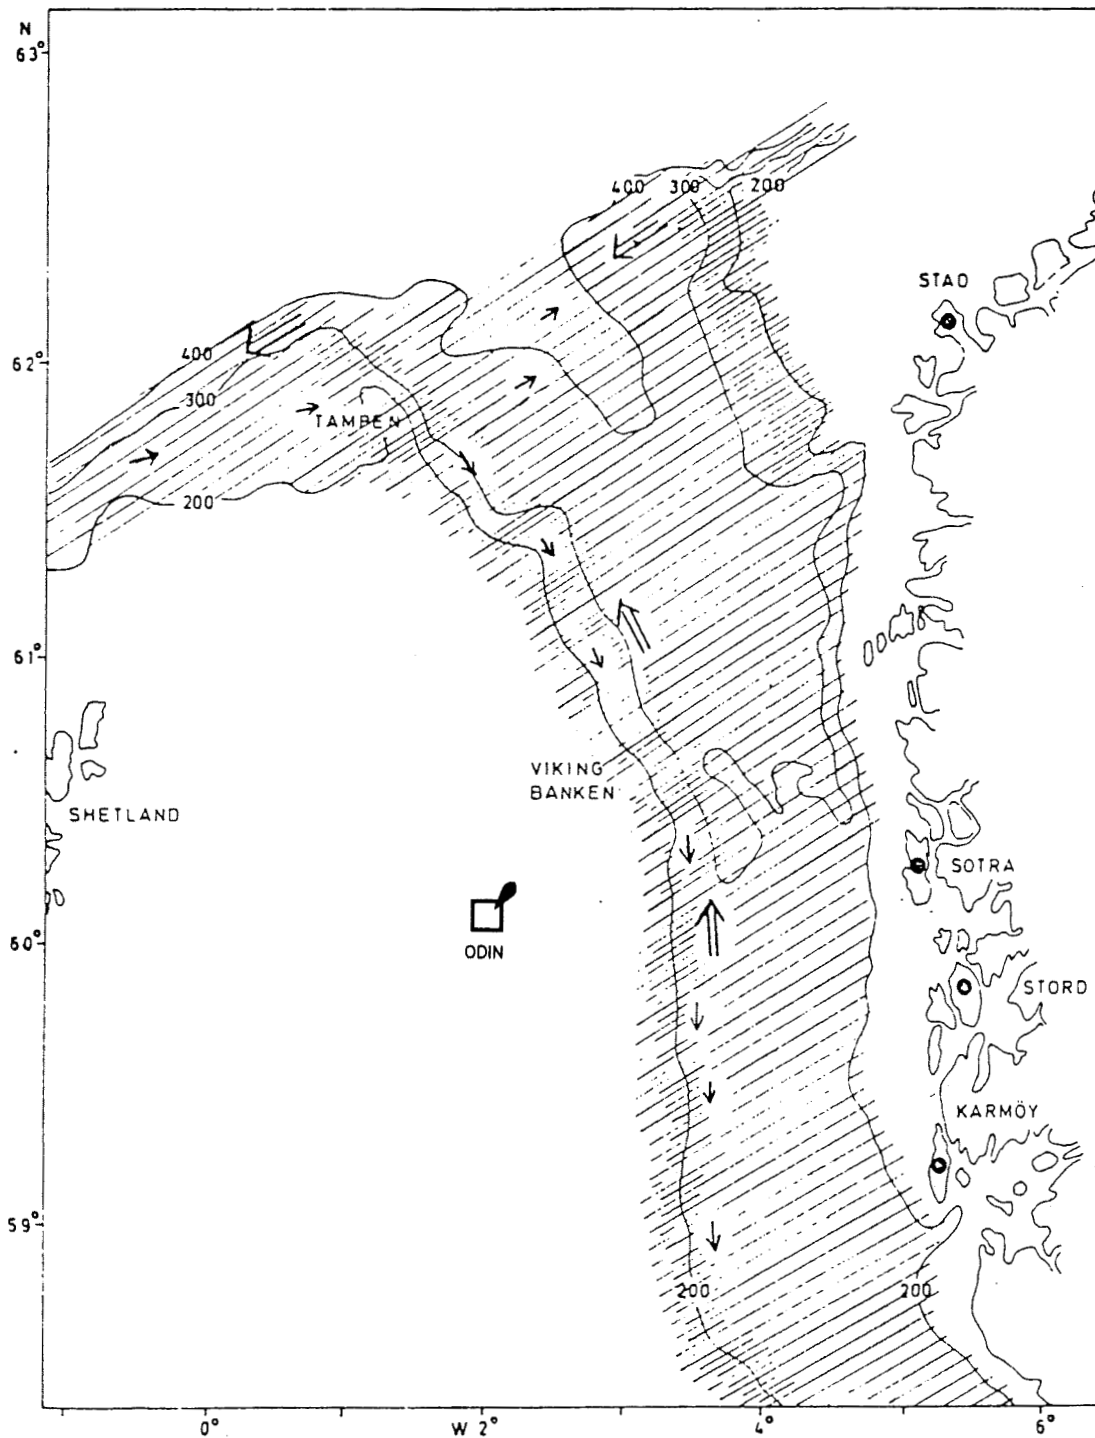 N
63°
400 300 200
STAD
62°
400
300
TAMPEN
200
61°
VIKING
BANKEN
SHETLAND
SOTRA
60°
ODIN
STORD
KARMÖY
59°
200
200
0°
W 2°
4°
6°